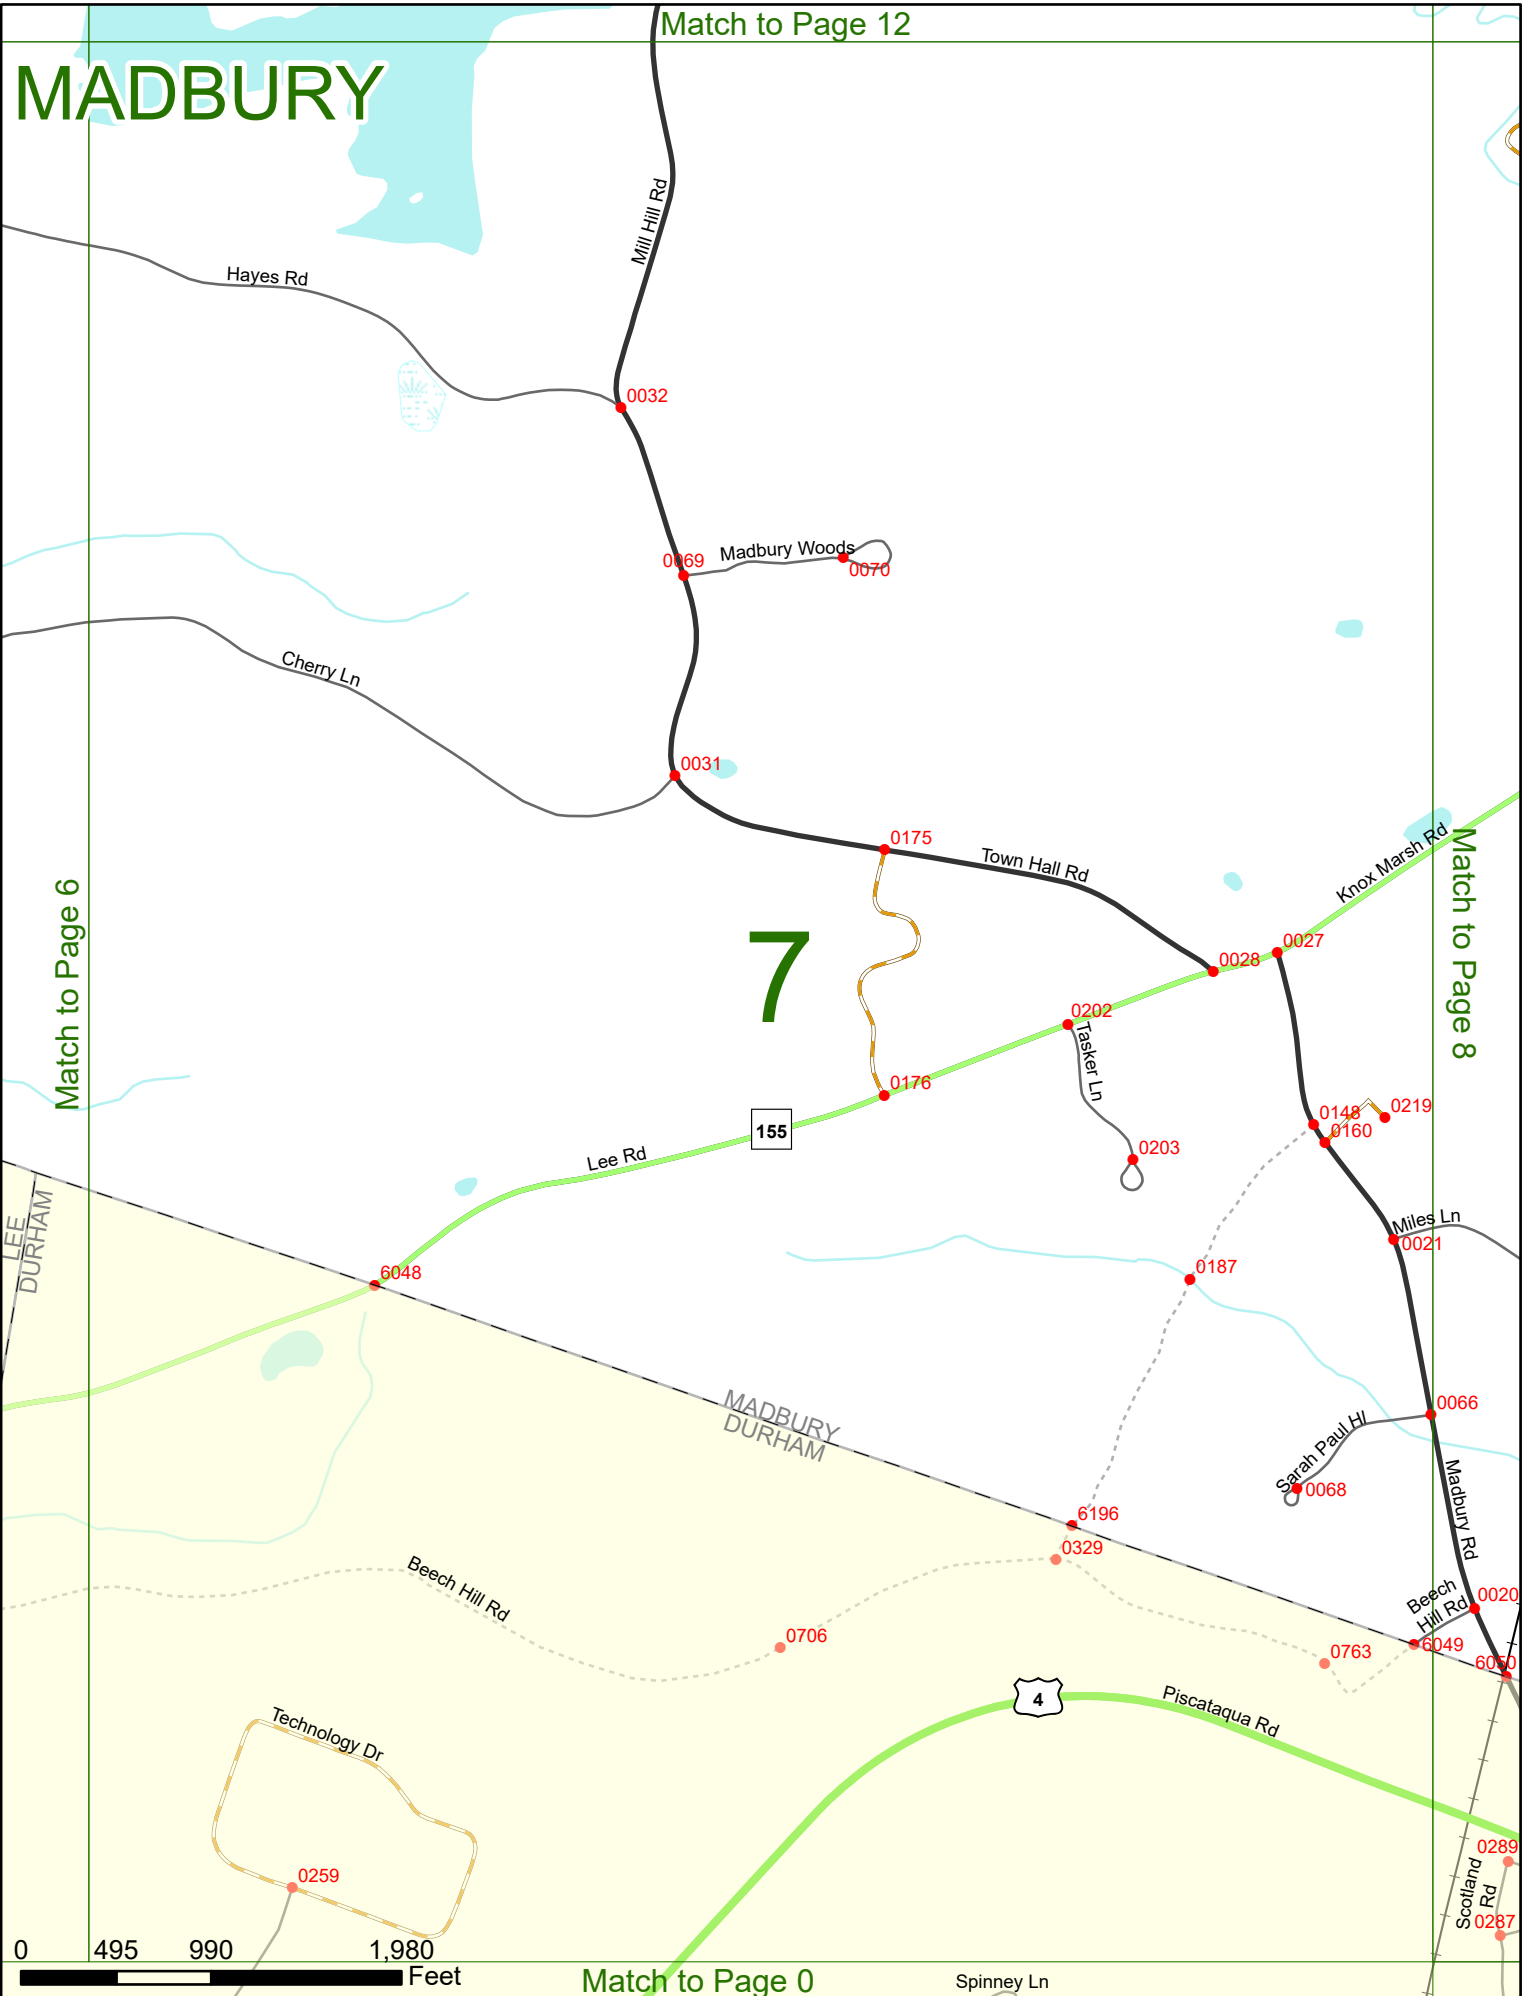 Match to Page 12
MADBURY
Mill Hill Rd
Hayes Rd
0032
Madbury Woods
0069
0070
Cherry Ln
0031
0175
Town Hall Rd
Knox Marsh Rd
Match to Page 6
Match to Page 8
7
0027
0028
0202
Tasker Ln
0176
0148
0219
0160
155
Lee Rd
0203
Miles Ln
0021
LEE
DURHAM
6048
0187
MADBURY
DURHAM
0066
Sarah Paul Hl
0068
Madbury Rd
6196
0329
Beech Hill Rd
Beech
Hill Rd
0020
0706
6049
0763
6050
4
Piscataqua Rd
Technology Dr
0289
Scotland
Rd
0259
0287
0 495 990 1,980
Feet
Match to Page 0
Spinney Ln